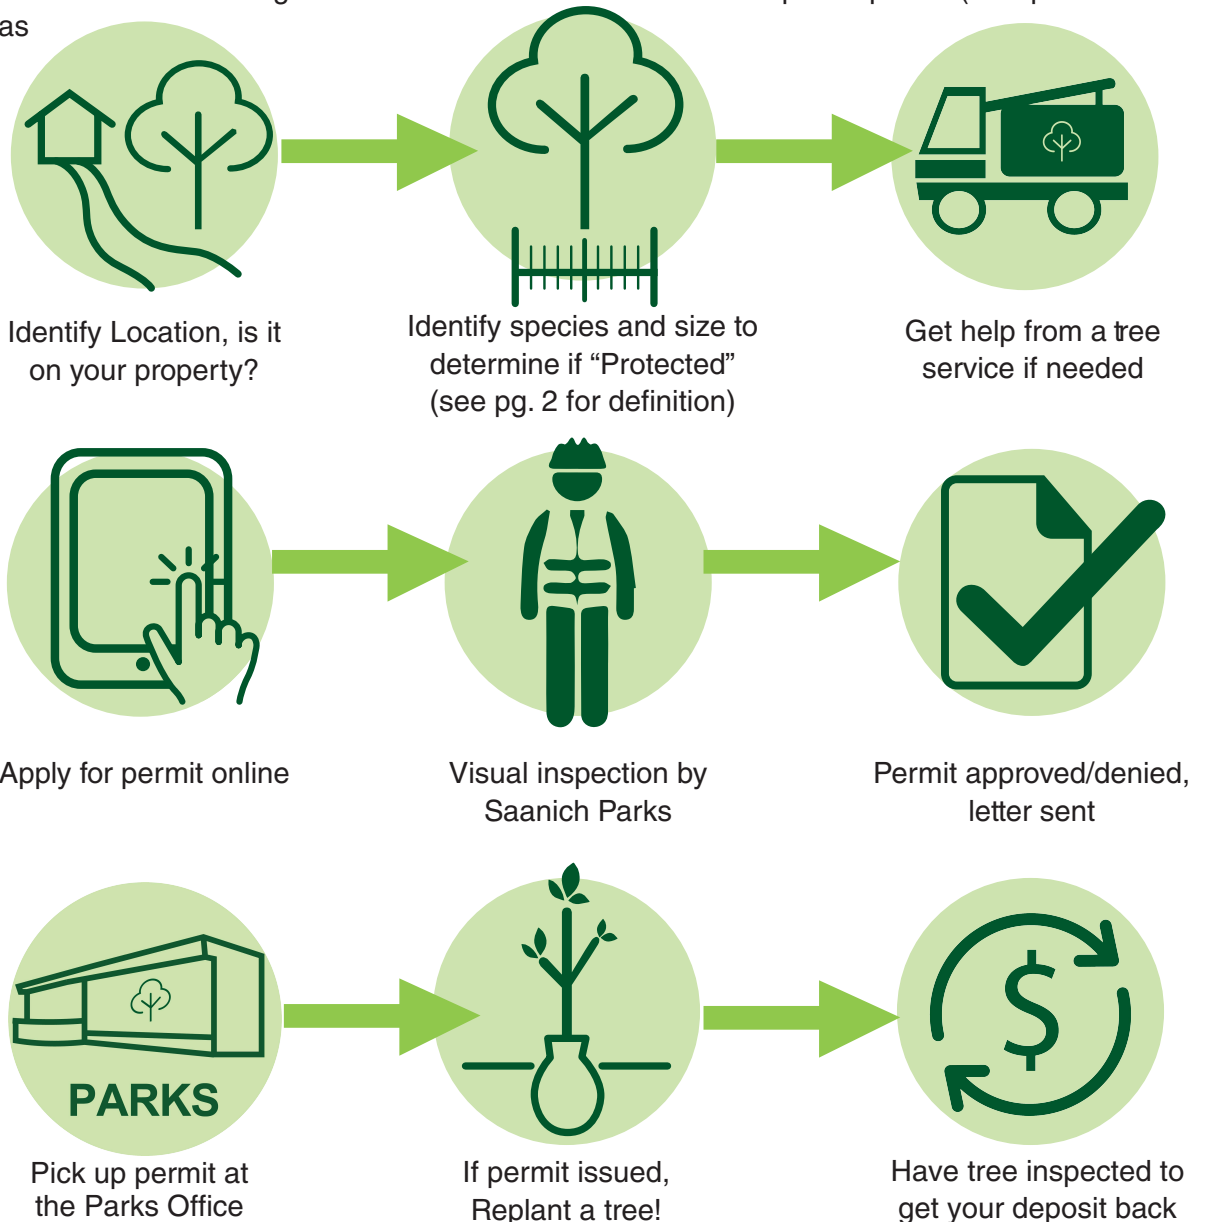 as
Identify Location, is it
on your property?
Identify species and size to
determine if “Protected”
(see pg. 2 for definition)
Get help from a tree
service if needed
Apply for permit online
Visual inspection by
Saanich Parks
Permit approved/denied,
letter sent
PARKS
Pick up permit at
the Parks Office
If permit issued,
Replant a tree!
Have tree inspected to
get your deposit back